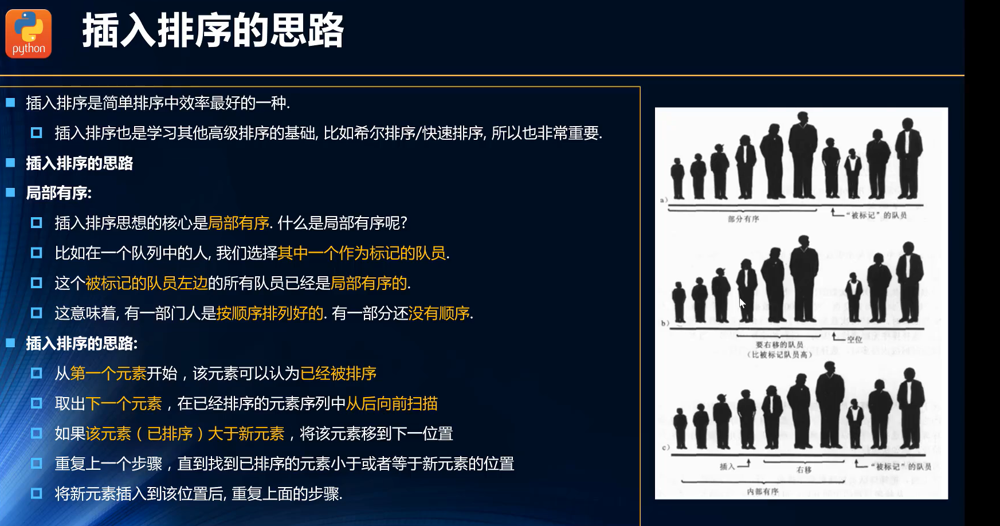 python
插入排序的思路
插入排序是简单排序中效率最好的一种.
插入排序也是学习其他高级排序的基础, 比如希尔排序/快速排序, 所以也非常重要.
插入排序的思路
局部有序:
插入排序思想的核心是局部有序. 什么是局部有序呢?
比如在一个队列中的人, 我们选择其中一个作为标记的队员.
这个被标记的队员左边的所有队员已经是局部有序的.
这意味着, 有一部门人是按顺序排列好的. 有一部分还没有顺序.
插入排序的思路:
从第一个元素开始，该元素可以认为已经被排序
取出下一个元素，在已经排序的元素序列中从后向前扫描
如果该元素（已排序）大于新元素，将该元素移到下一位置
重复上一个步骤，直到找到已排序的元素小于或者等于新元素的位置
将新元素插入到该位置后, 重复上面的步骤.
a)
部分有序
“被标记”的队员
b)
要右移的队员
（比被标记队员高）
空位
c)
插入
右移
“被标记”的队员
内部有序